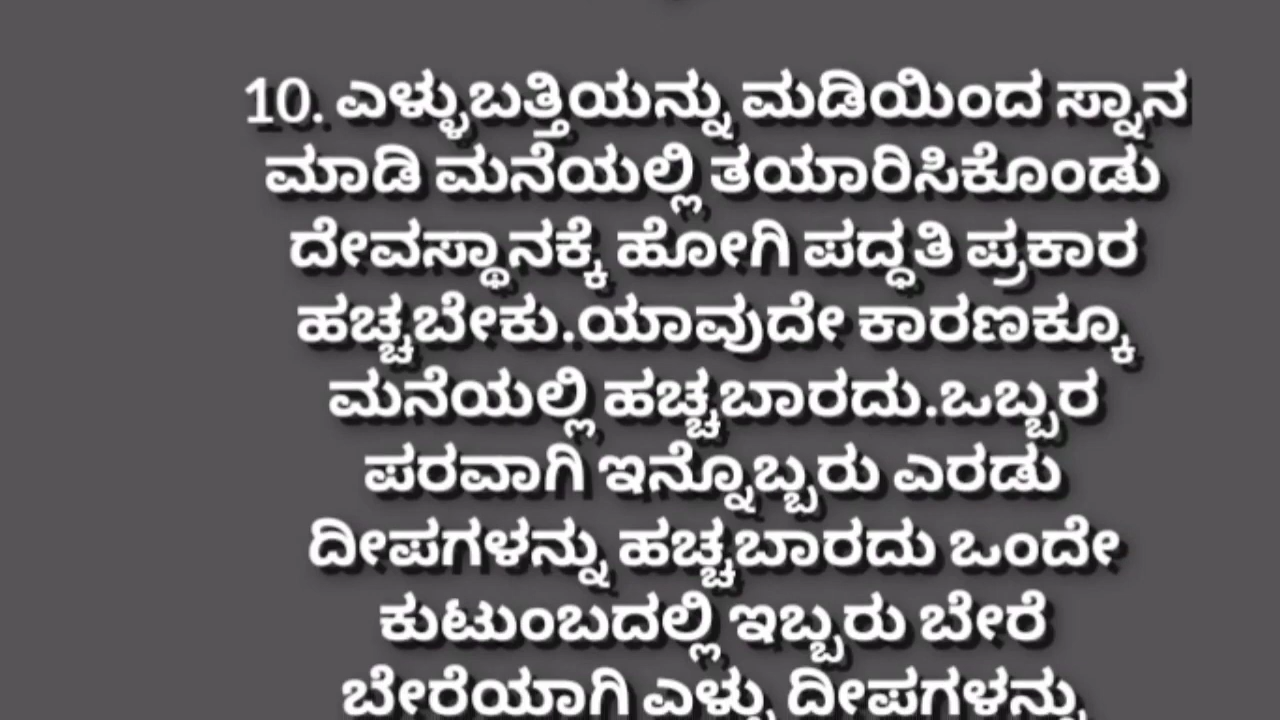 10. ಎಳ್ಳುಬತ್ತಿಯನ್ನು ಮಡಿಯಿಂದ ಸ್ನಾನ
ಮಾಡಿ ಮನೆಯಲ್ಲಿ ತಯಾರಿಸಿಕೊಂಡು
ದೇವಸ್ಥಾನಕ್ಕೆ ಹೋಗಿ ಪದ್ಧತಿ ಪ್ರಕಾರ
ಹಚ್ಚಬೇಕು.ಯಾವುದೇ ಕಾರಣಕ್ಕೂ
ಮನೆಯಲ್ಲಿ ಹಚ್ಚಬಾರದು.ಒಬ್ಬರ
ಪರವಾಗಿ ಇನ್ನೊಬ್ಬರು ಎರಡು
ದೀಪಗಳನ್ನು ಹಚ್ಚಬಾರದು ಒಂದೇ
ಕುಟುಂಬದಲ್ಲಿ ಇಬ್ಬರು ಬೇರೆ
ಬೇರೆಯಾಗಿ ಎಳ್ಳು ದೀಪಗಳನ್ನು